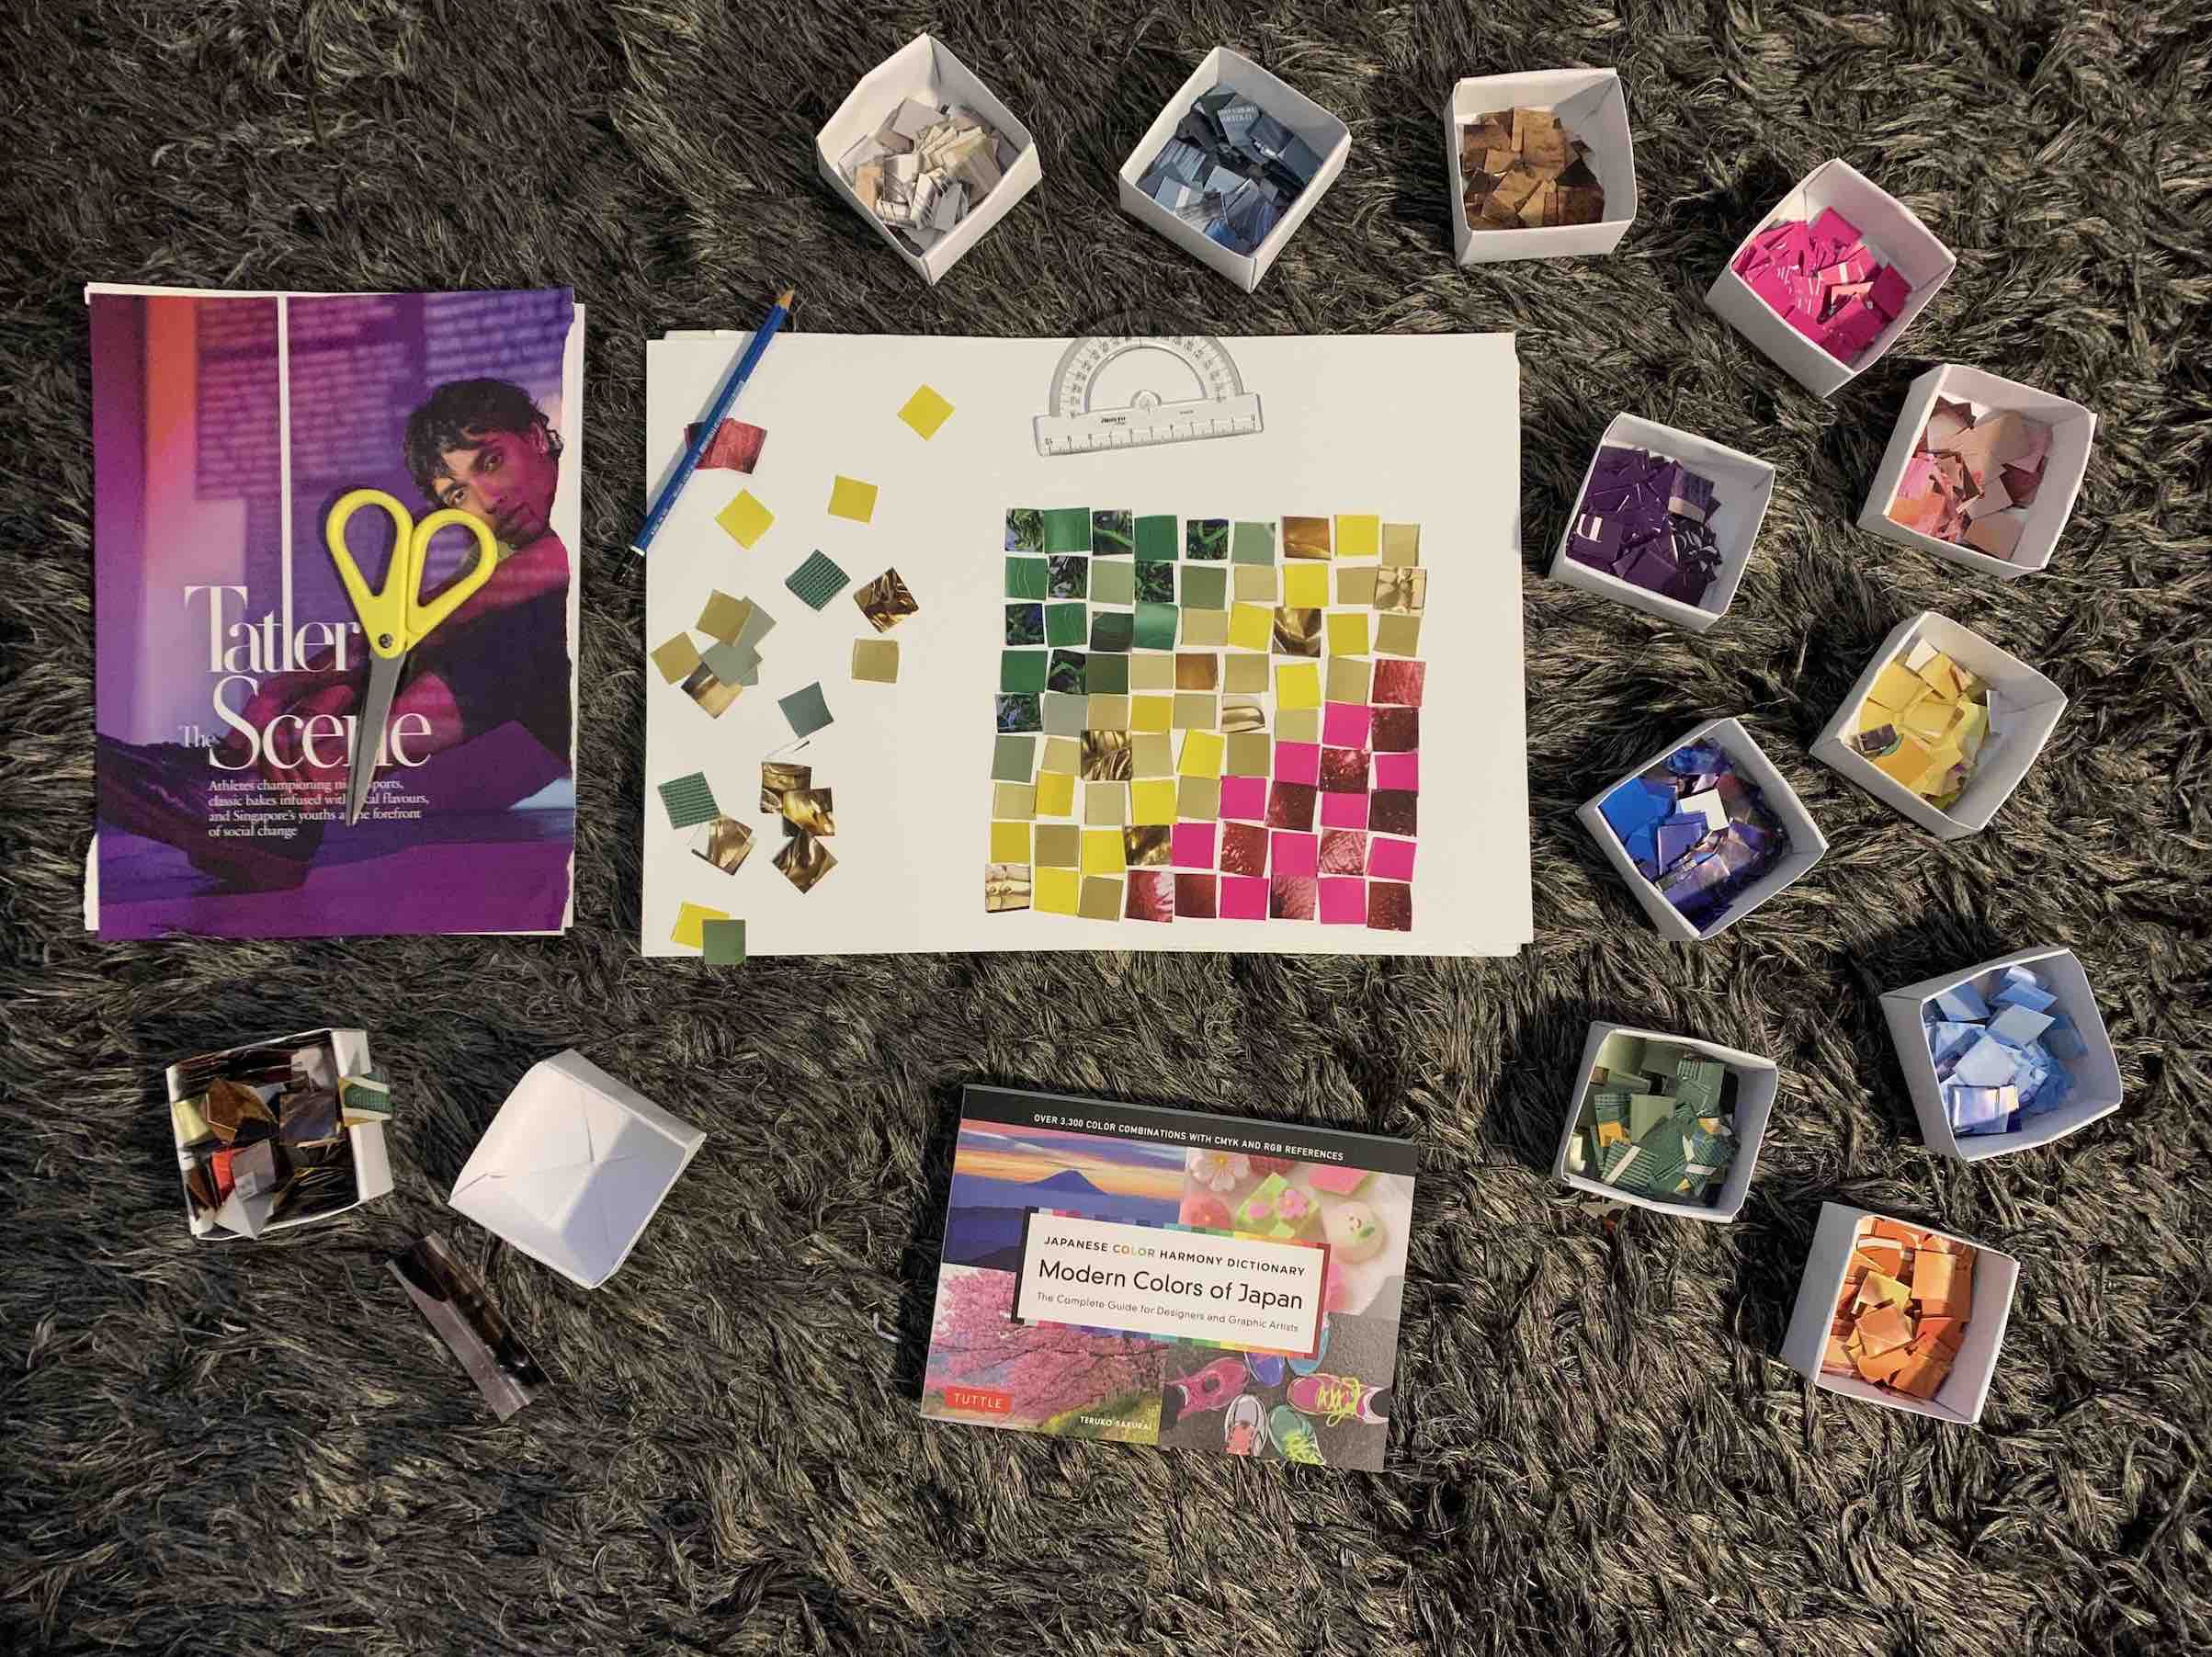 Tatler
The Scene
Athletes championing
classic bakes infused with flavours,
and Singapore's youths at the forefront
of social change
OVER 3,300 COLOR COMBINATIONS WITH CMYK AND RGB REFERENCES
JAPANESE COLOR HARMONY DICTIONARY
Modern Colors of Japan
The Complete Guide for Designers and Graphic Artists
TUTTLE
TERUKO SAKURAI